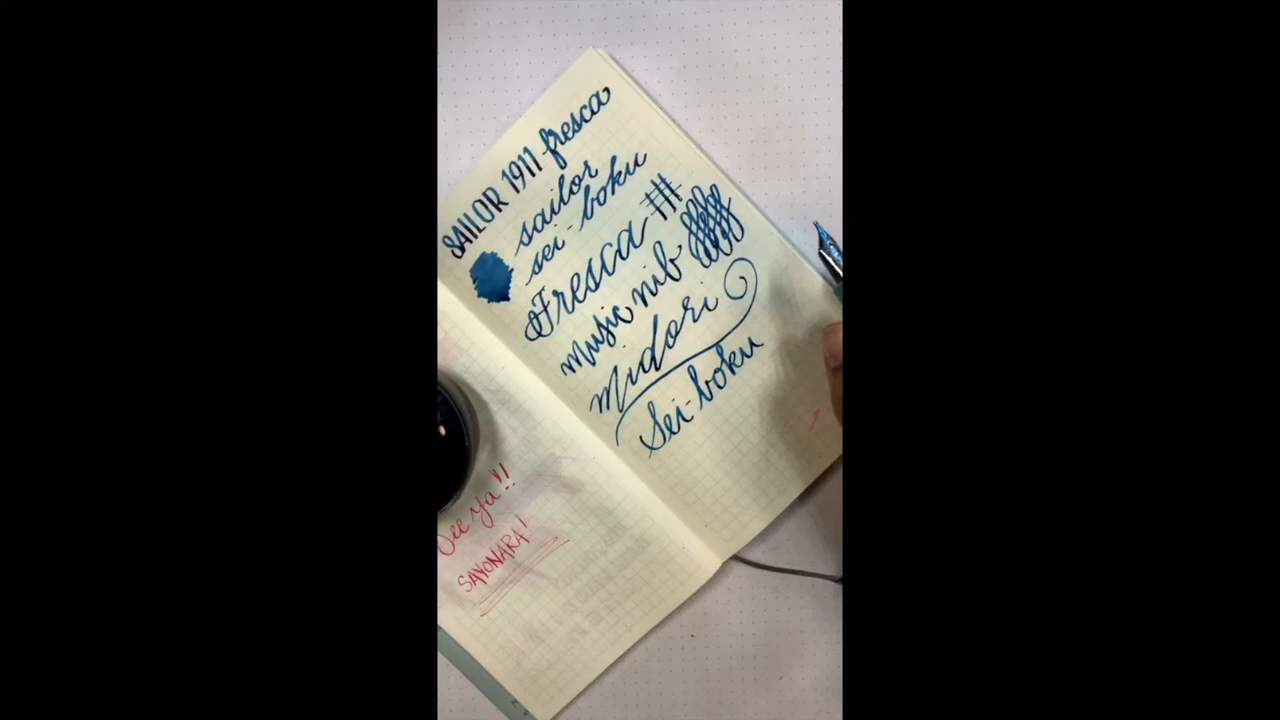 SAILOR 1911 fresca
sailor
sei-boku
Fresca
music nib
midori
Sei-boku
See ya!!
SAYONARA!